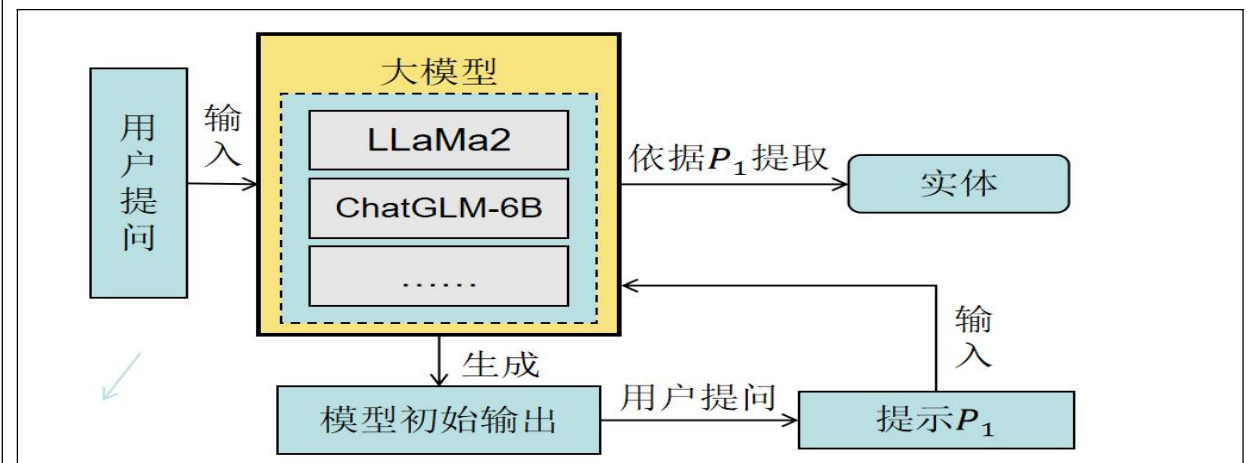 大模型
用户提问
输入
LLaMa2
ChatGLM-6B
……
依据P₁提取
实体
生成
模型初始输出
用户提问
提示P₁
输入